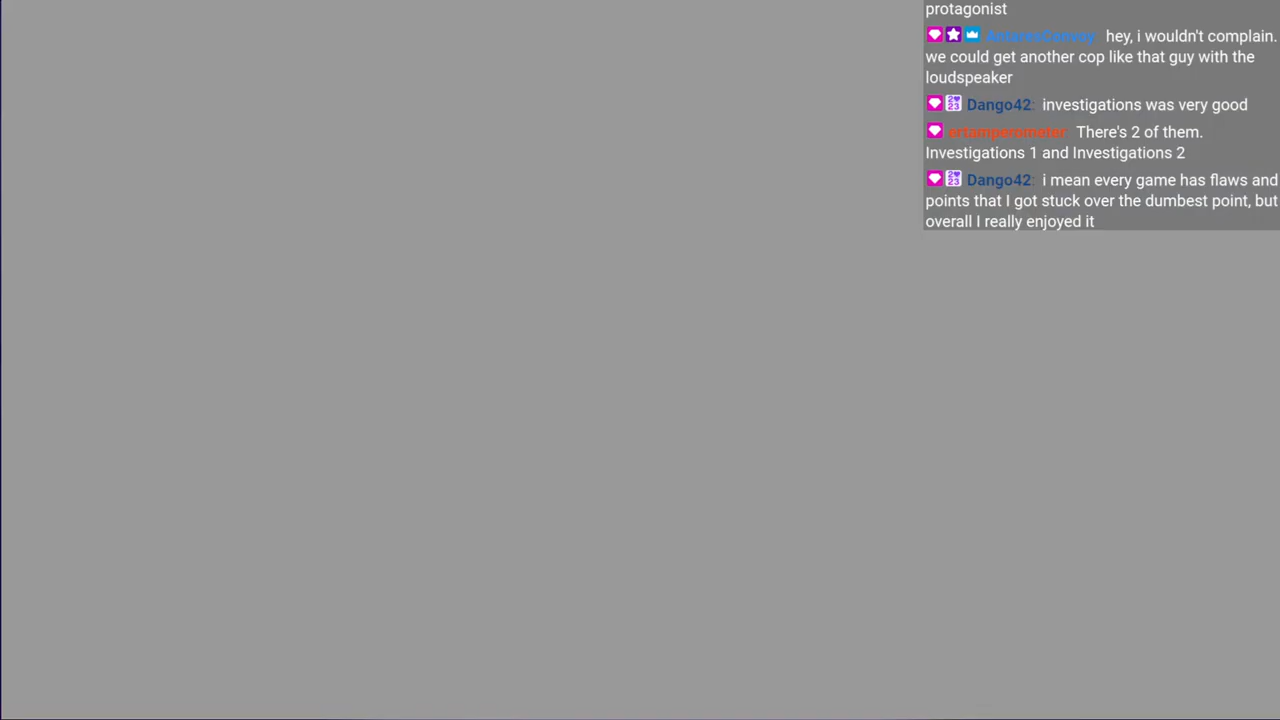 protagonist
AntaresConvoy hey, i wouldn't complain.
we could get another cop like that guy with the
loudspeaker
Dango42: investigations was very good
There's 2 of them.
Investigations 1 and Investigations 2
Dango42: i mean every game has flaws and
points that I got stuck over the dumbest point, but
overall I really enjoyed it